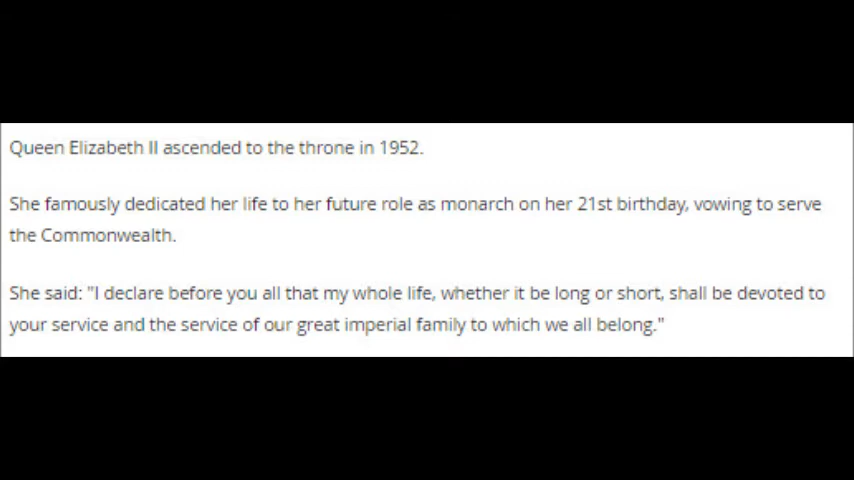 Queen Elizabeth II ascended to the throne in 1952.
She famously dedicated her life to her future role as monarch on her 21st birthday, vowing to serve
the Commonwealth.
She said: "I declare before you all that my whole life, whether it be long or short, shall be devoted to
your service and the service of our great imperial family to which we all belong."